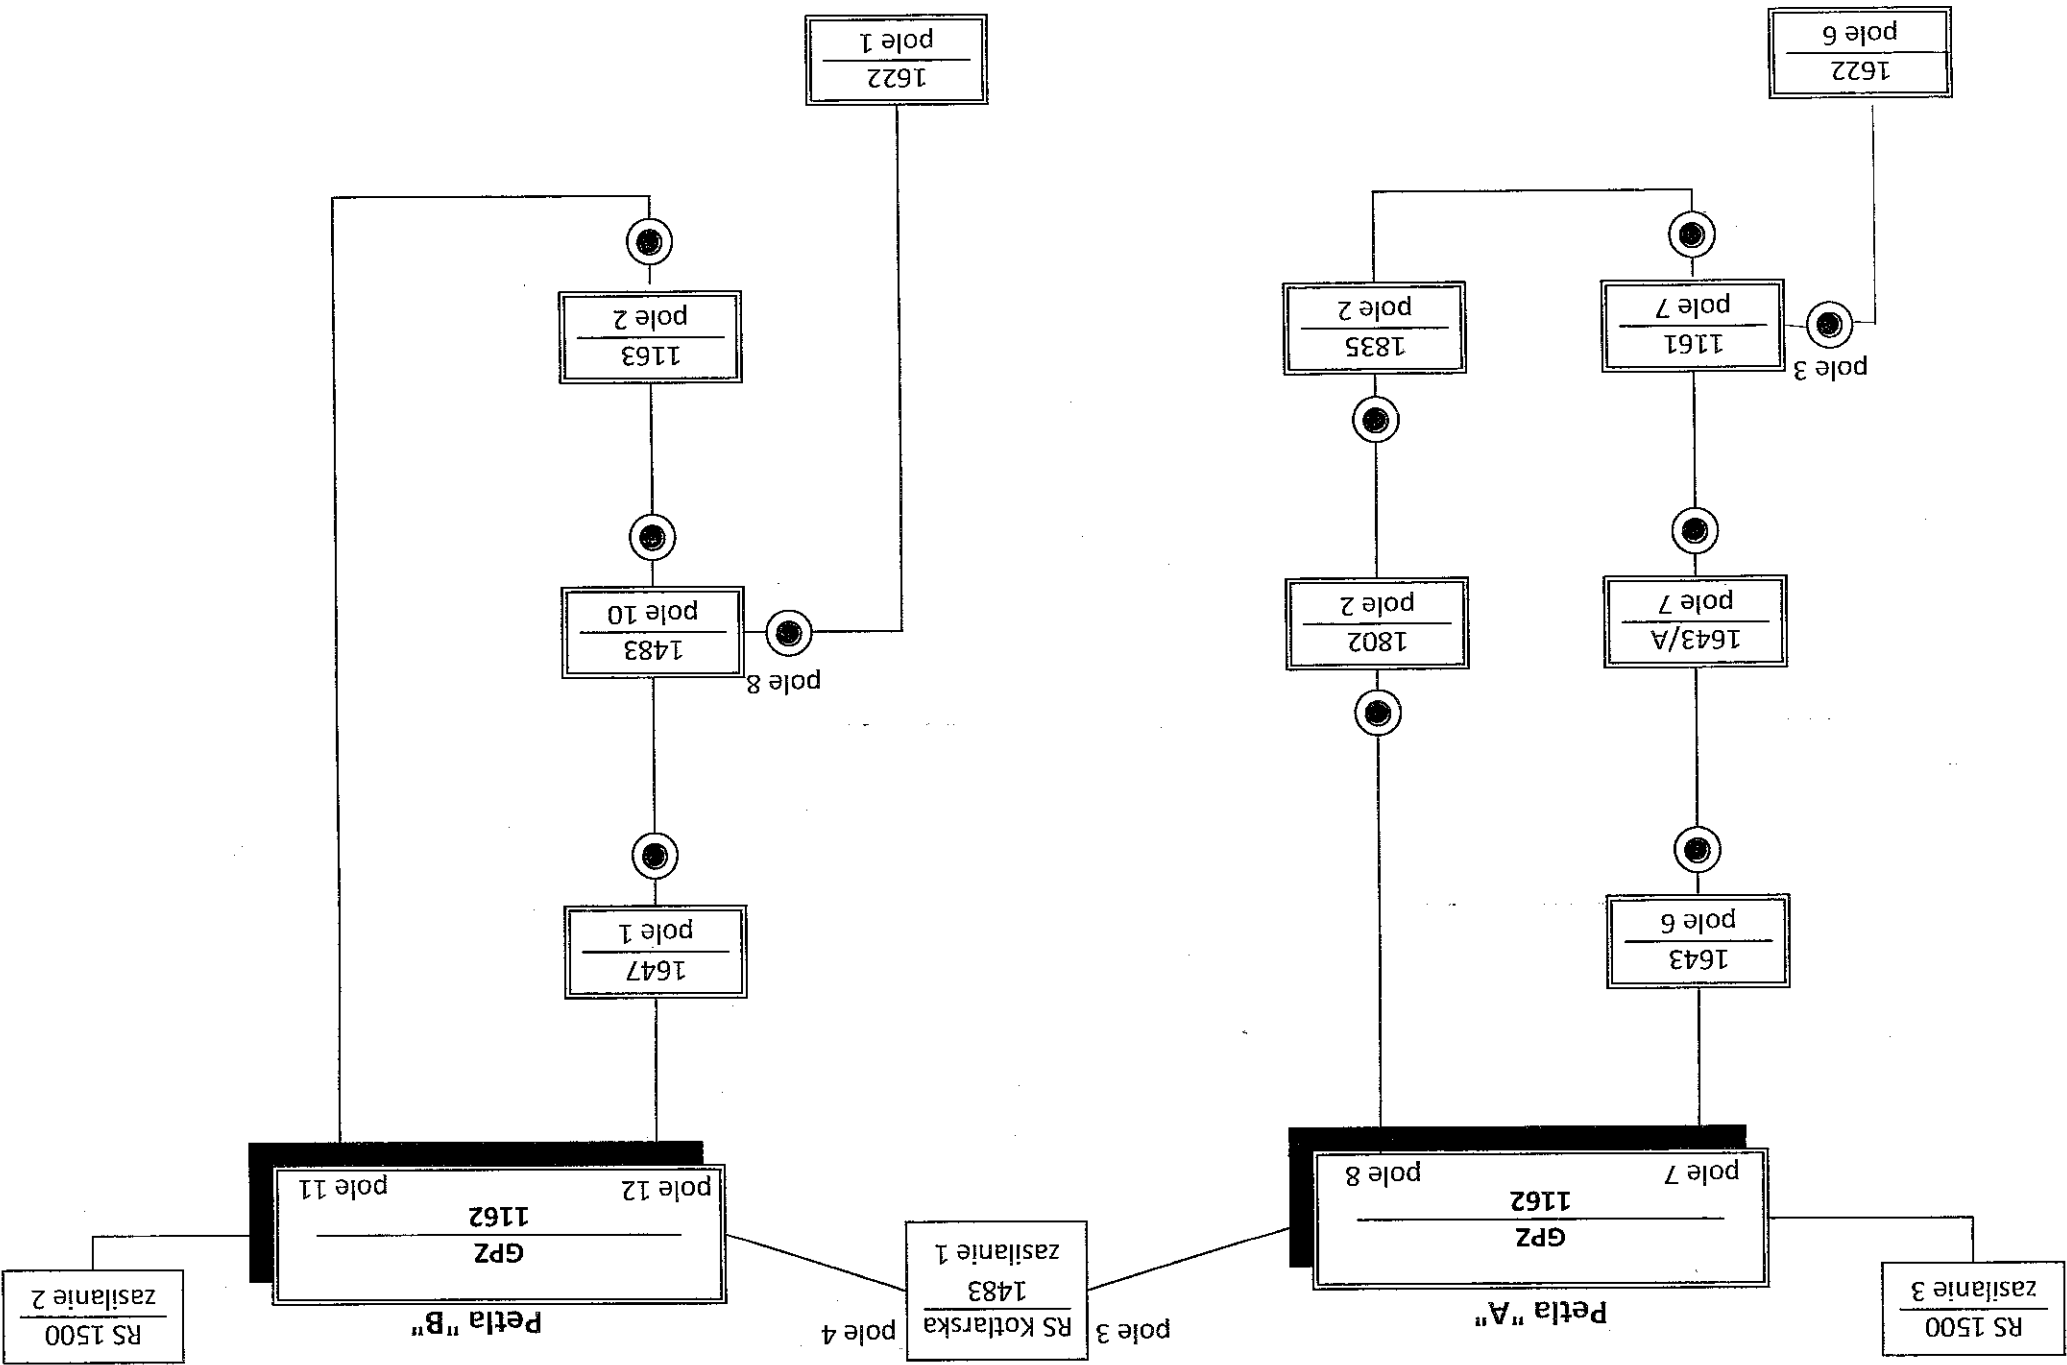 RS 1500
zasilanie 3
Petla "A"
GPZ
1162
pole 7
pole 8
pole 3
RS Kotlarska
1483
zasilanie 1
pole 4
Petla "B"
GPZ
1162
pole 12
pole 11
RS 1500
zasilanie 2
1643
pole 6
1643/A
pole 7
1802
pole 2
pole 3
1161
pole 7
1835
pole 2
1622
pole 6
1647
pole 1
pole 8
1483
pole 10
1163
pole 2
1622
pole 1